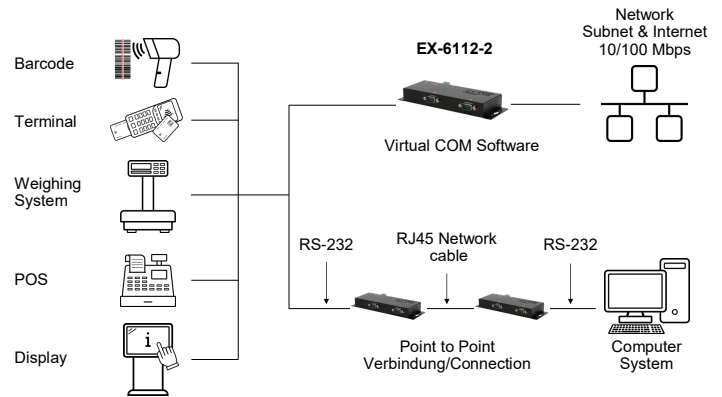 Network
Subnet & Internet
10/100 Mbps
EX-6112-2
Barcode
Terminal
Virtual COM Software
Weighing
System
RS-232
RJ45 Network
cable
RS-232
POS
Display
i
Point to Point
Verbindung/Connection
Computer
System